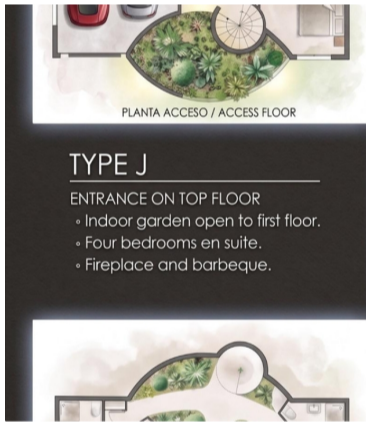 PLANTA ACCESO / ACCESS FLOOR
TYPE J
ENTRANCE ON TOP FLOOR
◦ Indoor garden open to first floor.
◦ Four bedrooms en suite.
◦ Fireplace and barbeque.